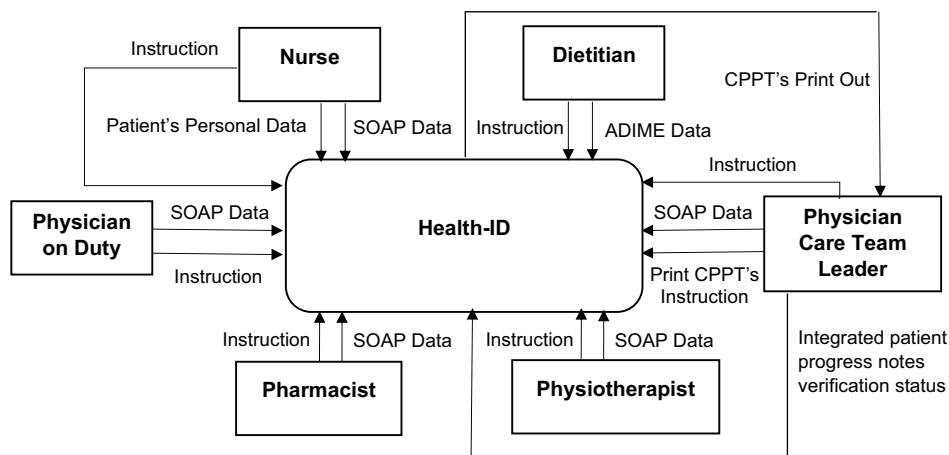 Instruction
Nurse
Dietitian
CPPT's Print Out
Patient's Personal Data
SOAP Data
Instruction
ADIME Data
Instruction
Physician
on Duty
SOAP Data
Instruction
Health-ID
SOAP Data
Print CPPT's
Instruction
Physician
Care Team
Leader
Instruction
SOAP Data
Instruction
SOAP Data
Pharmacist
Physiotherapist
Integrated patient
progress notes
verification status